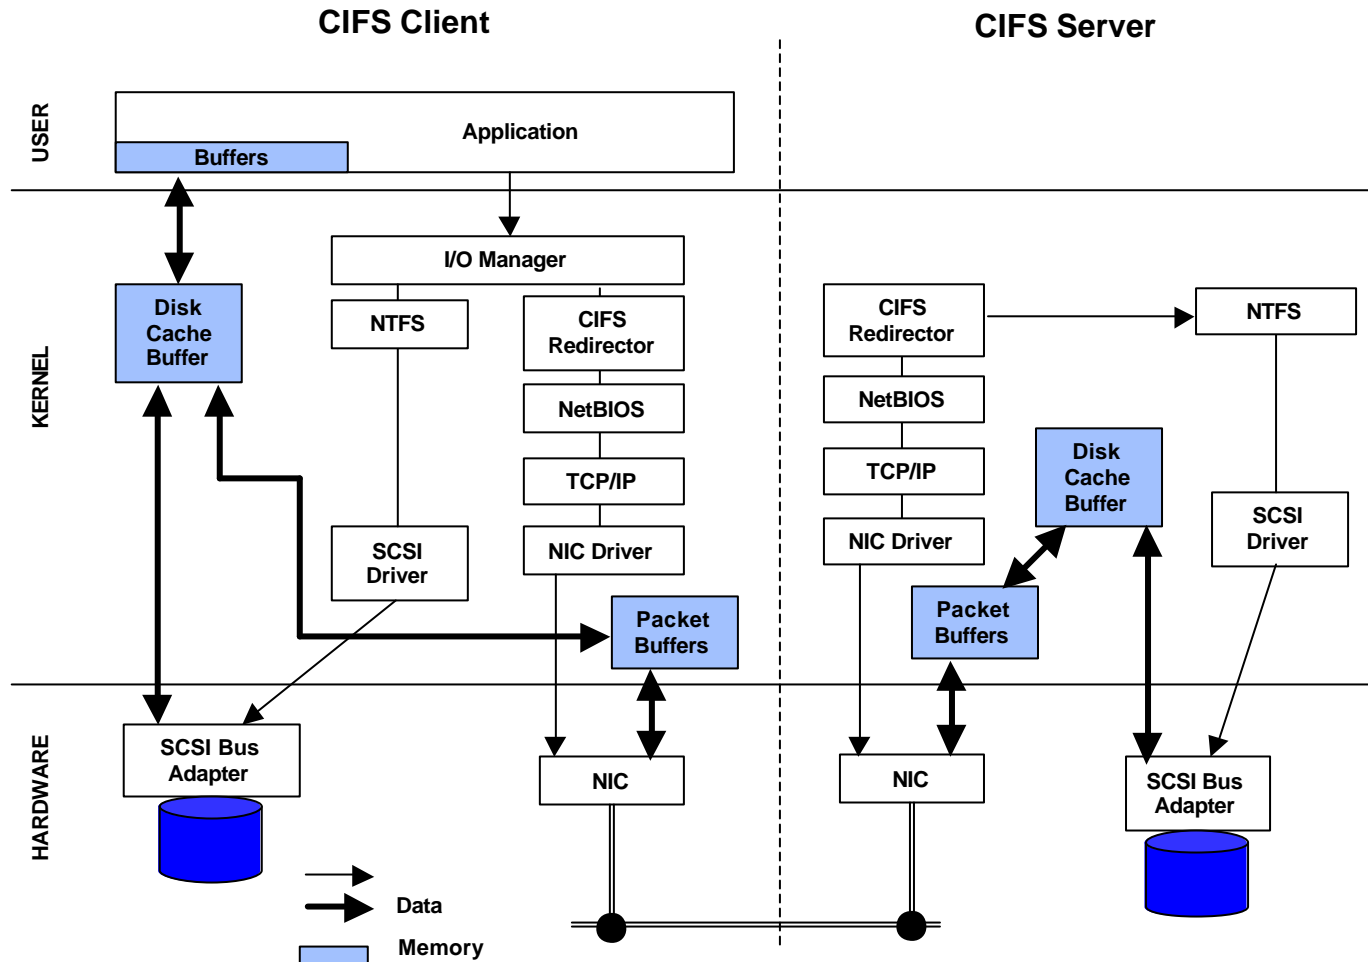 CIFS Client
CIFS Server
USER
Application
Buffers
KERNEL
I/O Manager
Disk
Cache
Buffer
NTFS
CIFS
Redirector
NetBIOS
TCP/IP
NIC Driver
SCSI
Driver
Packet
Buffers
CIFS
Redirector
NTFS
NetBIOS
TCP/IP
NIC Driver
Disk
Cache
Buffer
SCSI
Driver
Packet
Buffers
HARDWARE
SCSI Bus
Adapter
NIC
NIC
SCSI Bus
Adapter
Data
Memory